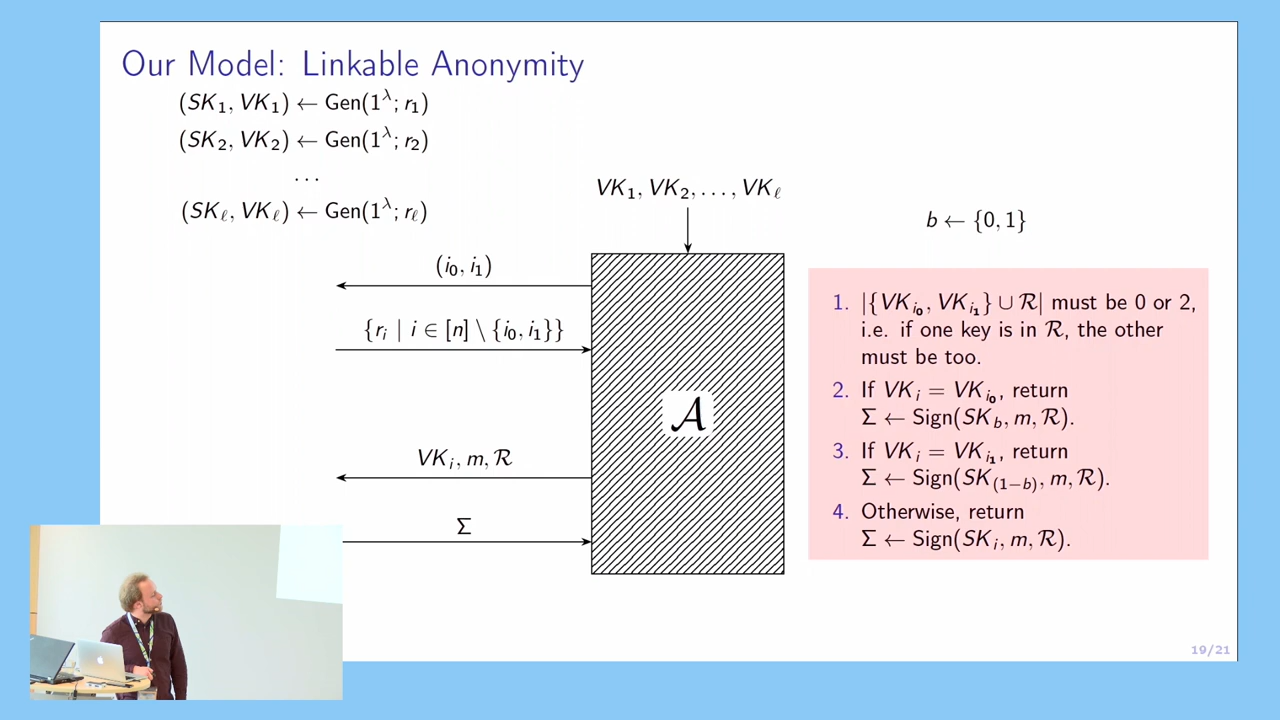 Our Model: Linkable Anonymity
(SK₁, VK₁) ← Gen(1^λ; r₁)
(SK₂, VK₂) ← Gen(1^λ; r₂)
...
(SK_ℓ, VK_ℓ) ← Gen(1^λ; r_ℓ)
VK₁, VK₂, . . . , VK_ℓ
b ← {0, 1}
(i₀, i₁)
{r_i | i ∈ [n] \ {i₀, i₁}}
𝒜
VK_i, m, ℛ
Σ
1. |{VK_{i₀}, VK_{i₁}} ∪ ℛ| must be 0 or 2,
i.e. if one key is in ℛ, the other
must be too.
2. If VK_i = VK_{i₀}, return
Σ ← Sign(SK_b, m, ℛ).
3. If VK_i = VK_{i₁}, return
Σ ← Sign(SK_{(1−b)}, m, ℛ).
4. Otherwise, return
Σ ← Sign(SK_i, m, ℛ).
19/21